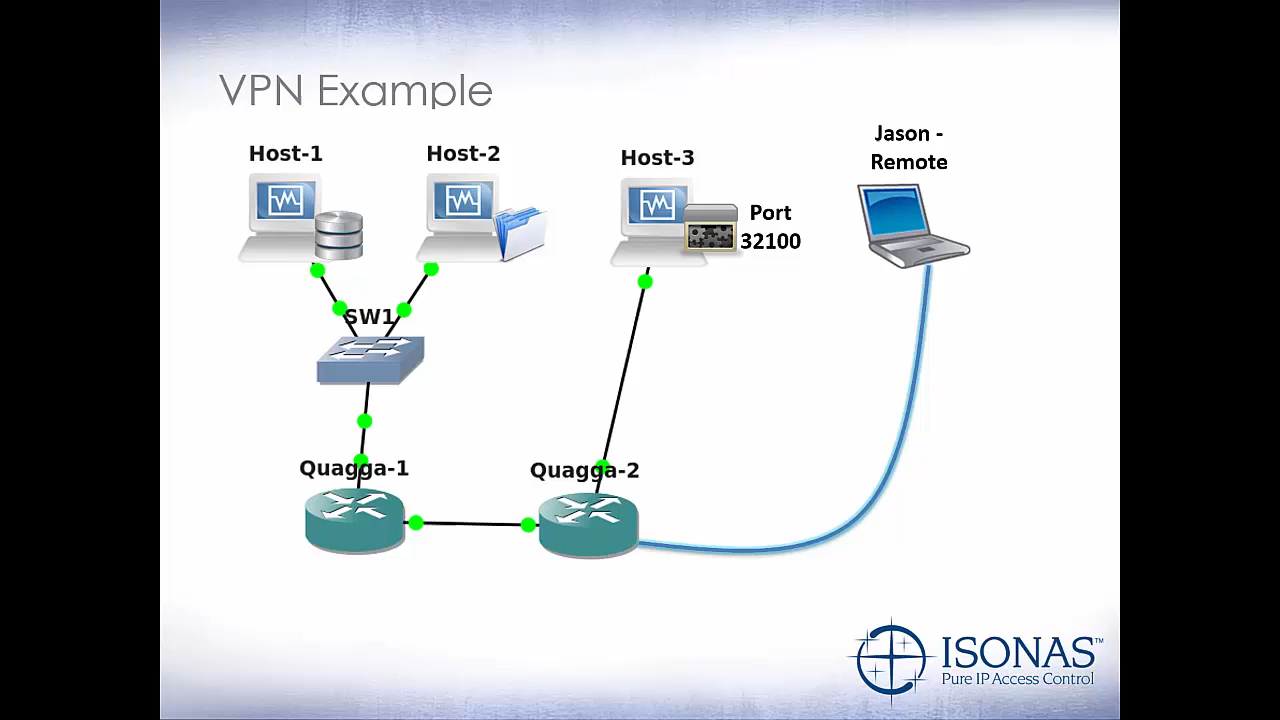 VPN Example
Host-1
Host-2
Host-3
Jason -
Remote
Port
32100
SW1
Quagga-1
Quagga-2
ISONAS™
Pure IP Access Control